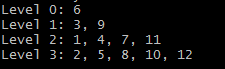 Level 0: 6
Level 1: 3, 9
Level 2: 1, 4, 7, 11
Level 3: 2, 5, 8, 10, 12